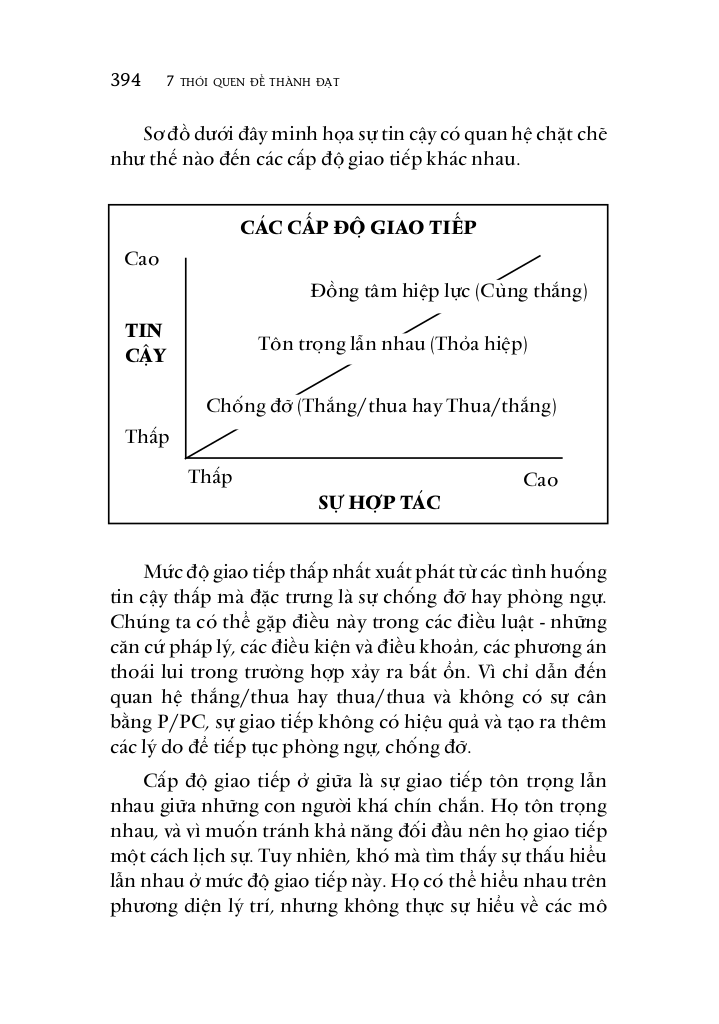 394 7 THÓI QUEN ĐỂ THÀNH ĐẠT
Sơ đồ dưới đây minh họa sự tin cậy có quan hệ chặt chẽ
như thế nào đến các cấp độ giao tiếp khác nhau.
CÁC CẤP ĐỘ GIAO TIẾP
Cao
Đồng tâm hiệp lực (Cùng thắng)
TIN
CẬY
Tôn trọng lẫn nhau (Thỏa hiệp)
Chống đỡ (Thắng/thua hay Thua/thắng)
Thấp
Thấp
Cao
SỰ HỢP TÁC
Mức độ giao tiếp thấp nhất xuất phát từ các tình huống
tin cậy thấp mà đặc trưng là sự chống đỡ hay phòng ngự.
Chúng ta có thể gặp điều này trong các điều luật - những
căn cứ pháp lý, các điều kiện và điều khoản, các phương án
thoái lui trong trường hợp xảy ra bất ổn. Vì chỉ dẫn đến
quan hệ thắng/thua hay thua/thua và không có sự cân
bằng P/PC, sự giao tiếp không có hiệu quả và tạo ra thêm
các lý do để tiếp tục phòng ngự, chống đỡ.
Cấp độ giao tiếp ở giữa là sự giao tiếp tôn trọng lẫn
nhau giữa những con người khá chín chắn. Họ tôn trọng
nhau, và vì muốn tránh khả năng đối đầu nên họ giao tiếp
một cách lịch sự. Tuy nhiên, khó mà tìm thấy sự thấu hiểu
lẫn nhau ở mức độ giao tiếp này. Họ có thể hiểu nhau trên
phương diện lý trí, nhưng không thực sự hiểu về các mô